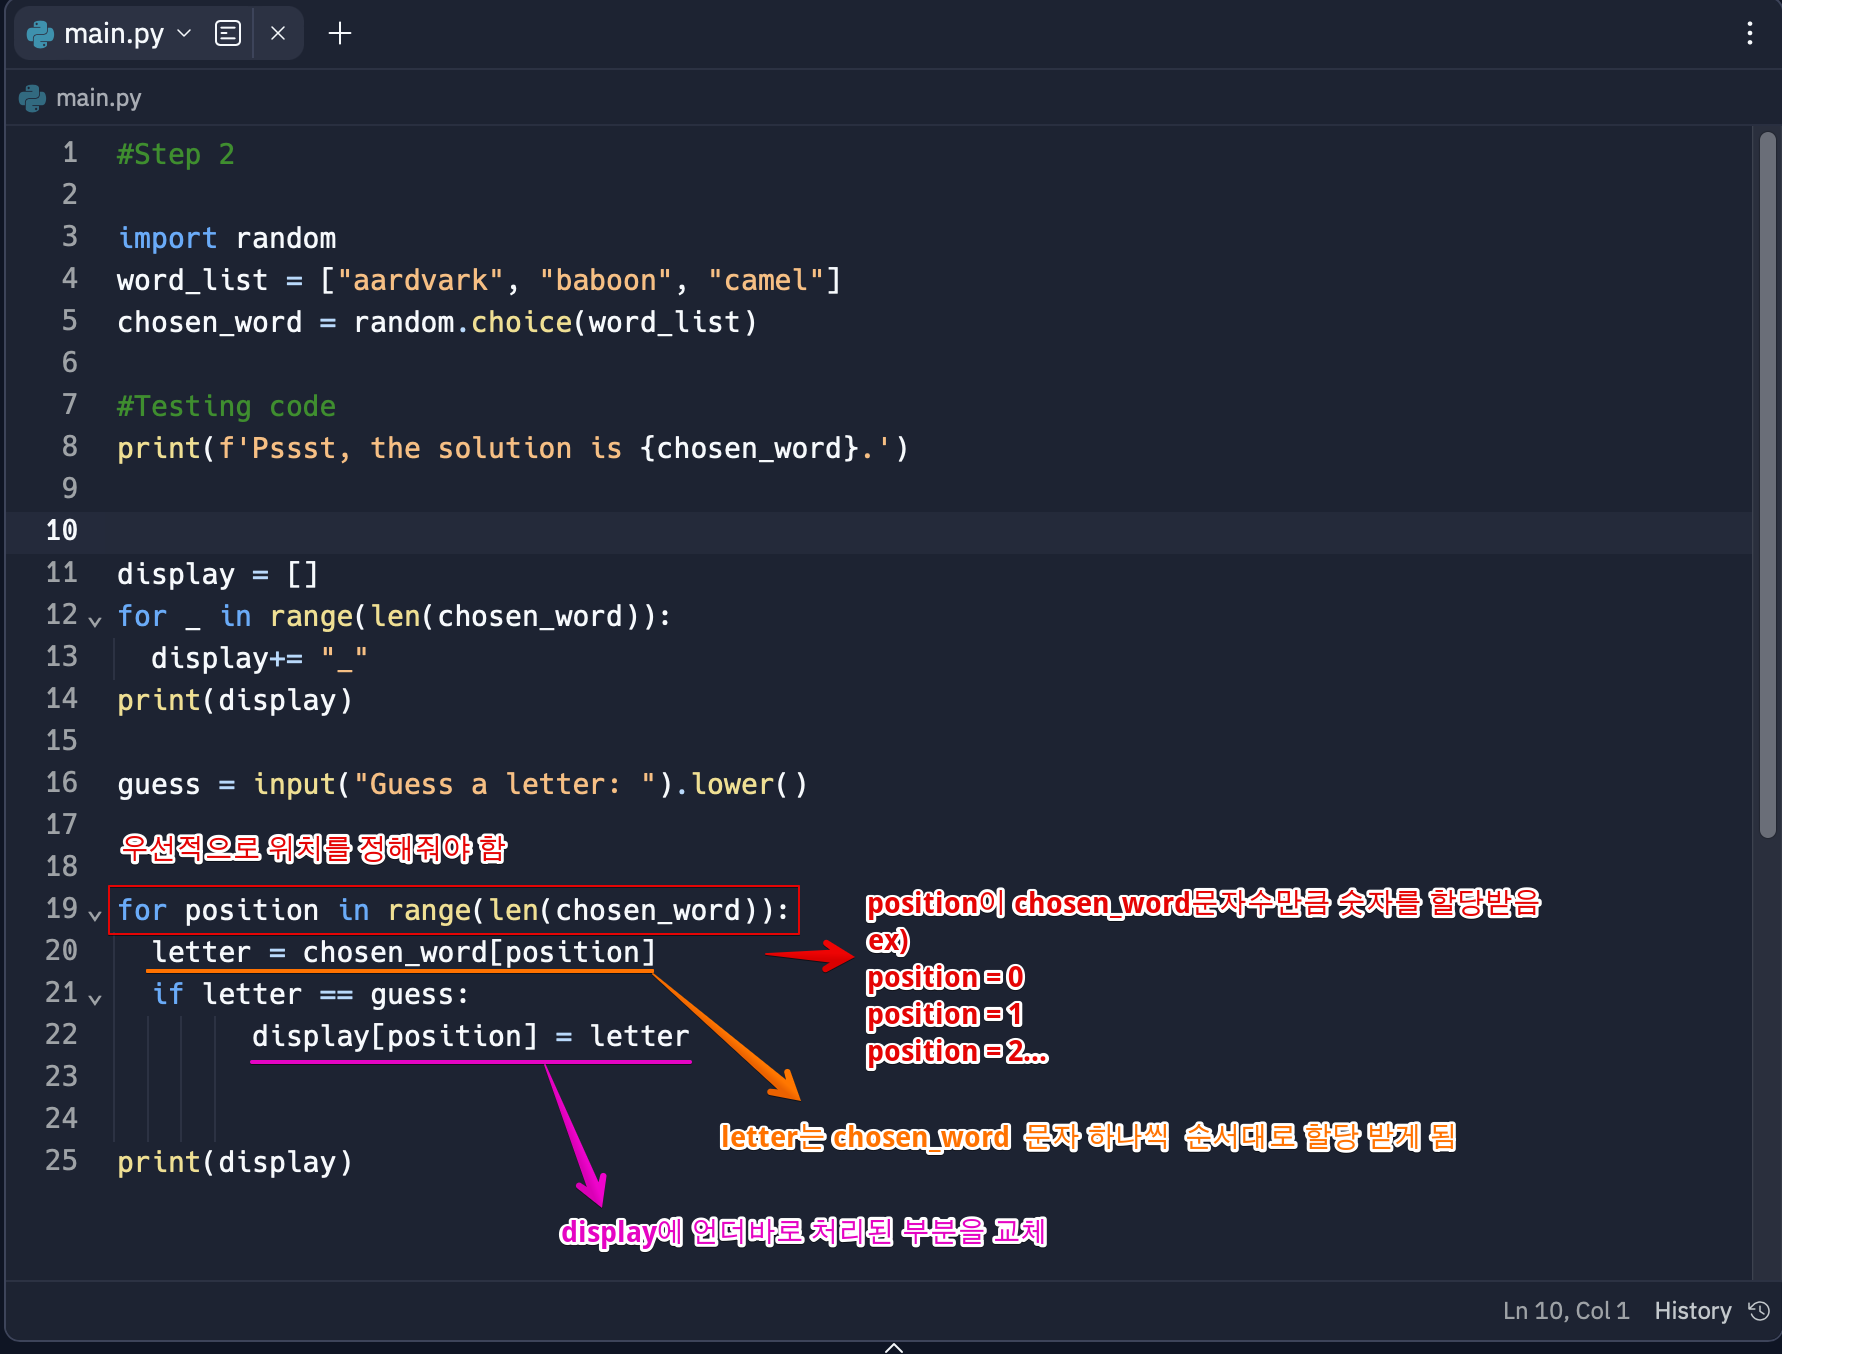 main.py
main.py
1 #Step 2
2
3 import random
4 word_list = ["aardvark", "baboon", "camel"]
5 chosen_word = random.choice(word_list)
6
7 #Testing code
8 print(f'Pssst, the solution is {chosen_word}.')
9
10
11 display = []
12 for _ in range(len(chosen_word)):
13 display+= "_"
14 print(display)
15
16 guess = input("Guess a letter: ").lower()
17
우선적으로 위치를 정해줘야 함
18
19 for position in range(len(chosen_word)):
position이 chosen_word문자수만큼 숫자를 할당받음
ex)
position = 0
position = 1
position = 2...
20 letter = chosen_word[position]
21 if letter == guess:
22 display[position] = letter
23
24
letter는 chosen_word 문자 하나씩 순서대로 할당 받게 됨
25 print(display)
display에 언더바로 처리된 부분을 교체
Ln 10, Col 1 History